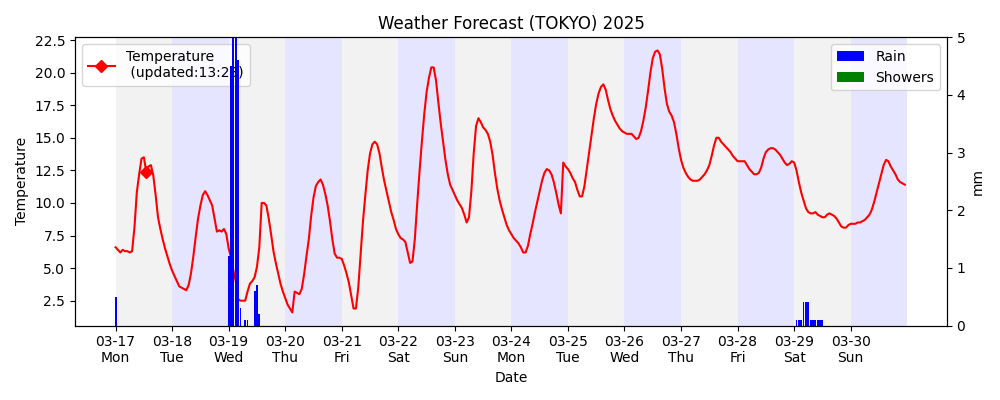 Weather Forecast (TOKYO) 2025
Temperature
(updated:13:2
Rain
Showers
22.5
20.0
17.5
15.0
12.5
10.0
7.5
5.0
2.5
Temperature
5
4
3
2
1
0
mm
03-17 03-18 03-19 03-20 03-21 03-22 03-23 03-24 03-25 03-26 03-27 03-28 03-29 03-30
Mon Tue Wed Thu Fri Sat Sun Mon Tue Wed Thu Fri Sat Sun
Date